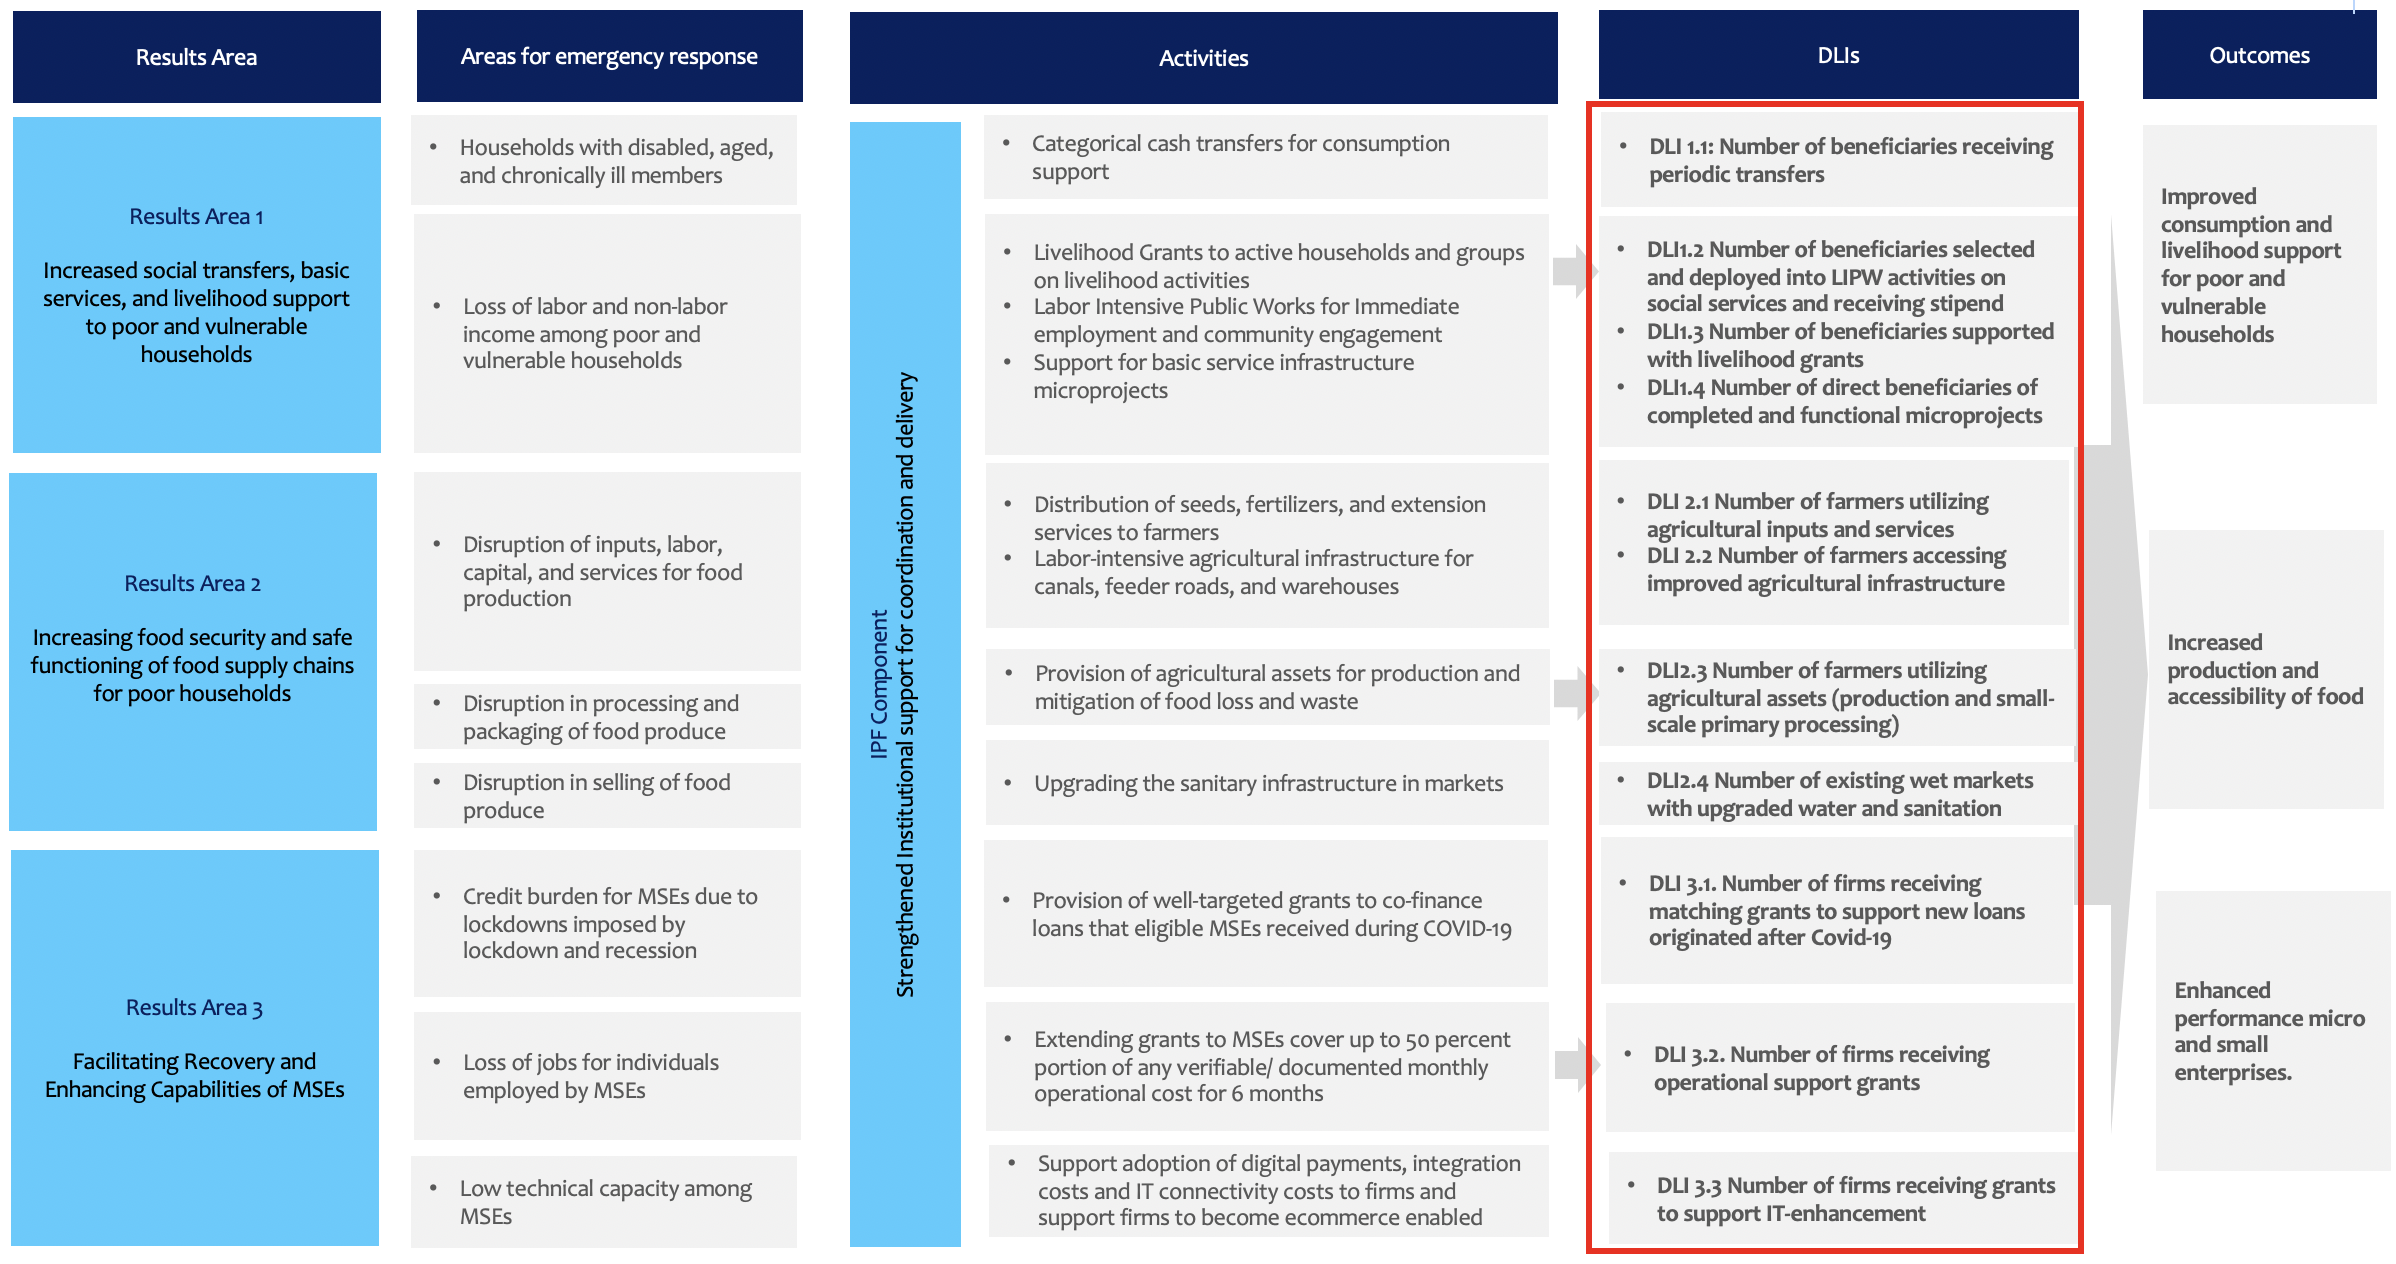 Results Area
Areas for emergency response
Activities
DLIs
Outcomes
Results Area 1
Increased social transfers, basic
services, and livelihood support
to poor and vulnerable
households
• Households with disabled, aged,
and chronically ill members
• Loss of labor and non-labor
income among poor and
vulnerable households
IPF Component
Strengthened Institutional support for coordination and delivery
• Categorical cash transfers for consumption
support
• Livelihood Grants to active households and groups
on livelihood activities
• Labor Intensive Public Works for Immediate
employment and community engagement
• Support for basic service infrastructure
microprojects
• DLI 1.1: Number of beneficiaries receiving
periodic transfers
• DLI1.2 Number of beneficiaries selected
and deployed into LIPW activities on
social services and receiving stipend
• DLI1.3 Number of beneficiaries supported
with livelihood grants
• DLI1.4 Number of direct beneficiaries of
completed and functional microprojects
Improved
consumption and
livelihood support
for poor and
vulnerable
households
Results Area 2
Increasing food security and safe
functioning of food supply chains
for poor households
• Disruption of inputs, labor,
capital, and services for food
production
• Disruption in processing and
packaging of food produce
• Disruption in selling of food
produce
• Distribution of seeds, fertilizers, and extension
services to farmers
• Labor-intensive agricultural infrastructure for
canals, feeder roads, and warehouses
• Provision of agricultural assets for production and
mitigation of food loss and waste
• Upgrading the sanitary infrastructure in markets
• DLI 2.1 Number of farmers utilizing
agricultural inputs and services
• DLI 2.2 Number of farmers accessing
improved agricultural infrastructure
• DLI2.3 Number of farmers utilizing
agricultural assets (production and small-
scale primary processing)
• DLI2.4 Number of existing wet markets
with upgraded water and sanitation
Increased
production and
accessibility of food
Results Area 3
Facilitating Recovery and
Enhancing Capabilities of MSEs
• Credit burden for MSEs due to
lockdowns imposed by
lockdown and recession
• Loss of jobs for individuals
employed by MSEs
• Low technical capacity among
MSEs
• Provision of well-targeted grants to co-finance
loans that eligible MSEs received during COVID-19
• Extending grants to MSEs cover up to 50 percent
portion of any verifiable/ documented monthly
operational cost for 6 months
• Support adoption of digital payments, integration
costs and IT connectivity costs to firms and
support firms to become ecommerce enabled
• DLI 3.1. Number of firms receiving
matching grants to support new loans
originated after Covid-19
• DLI 3.2. Number of firms receiving
operational support grants
• DLI 3.3 Number of firms receiving grants
to support IT-enhancement
Enhanced
performance micro
and small
enterprises.